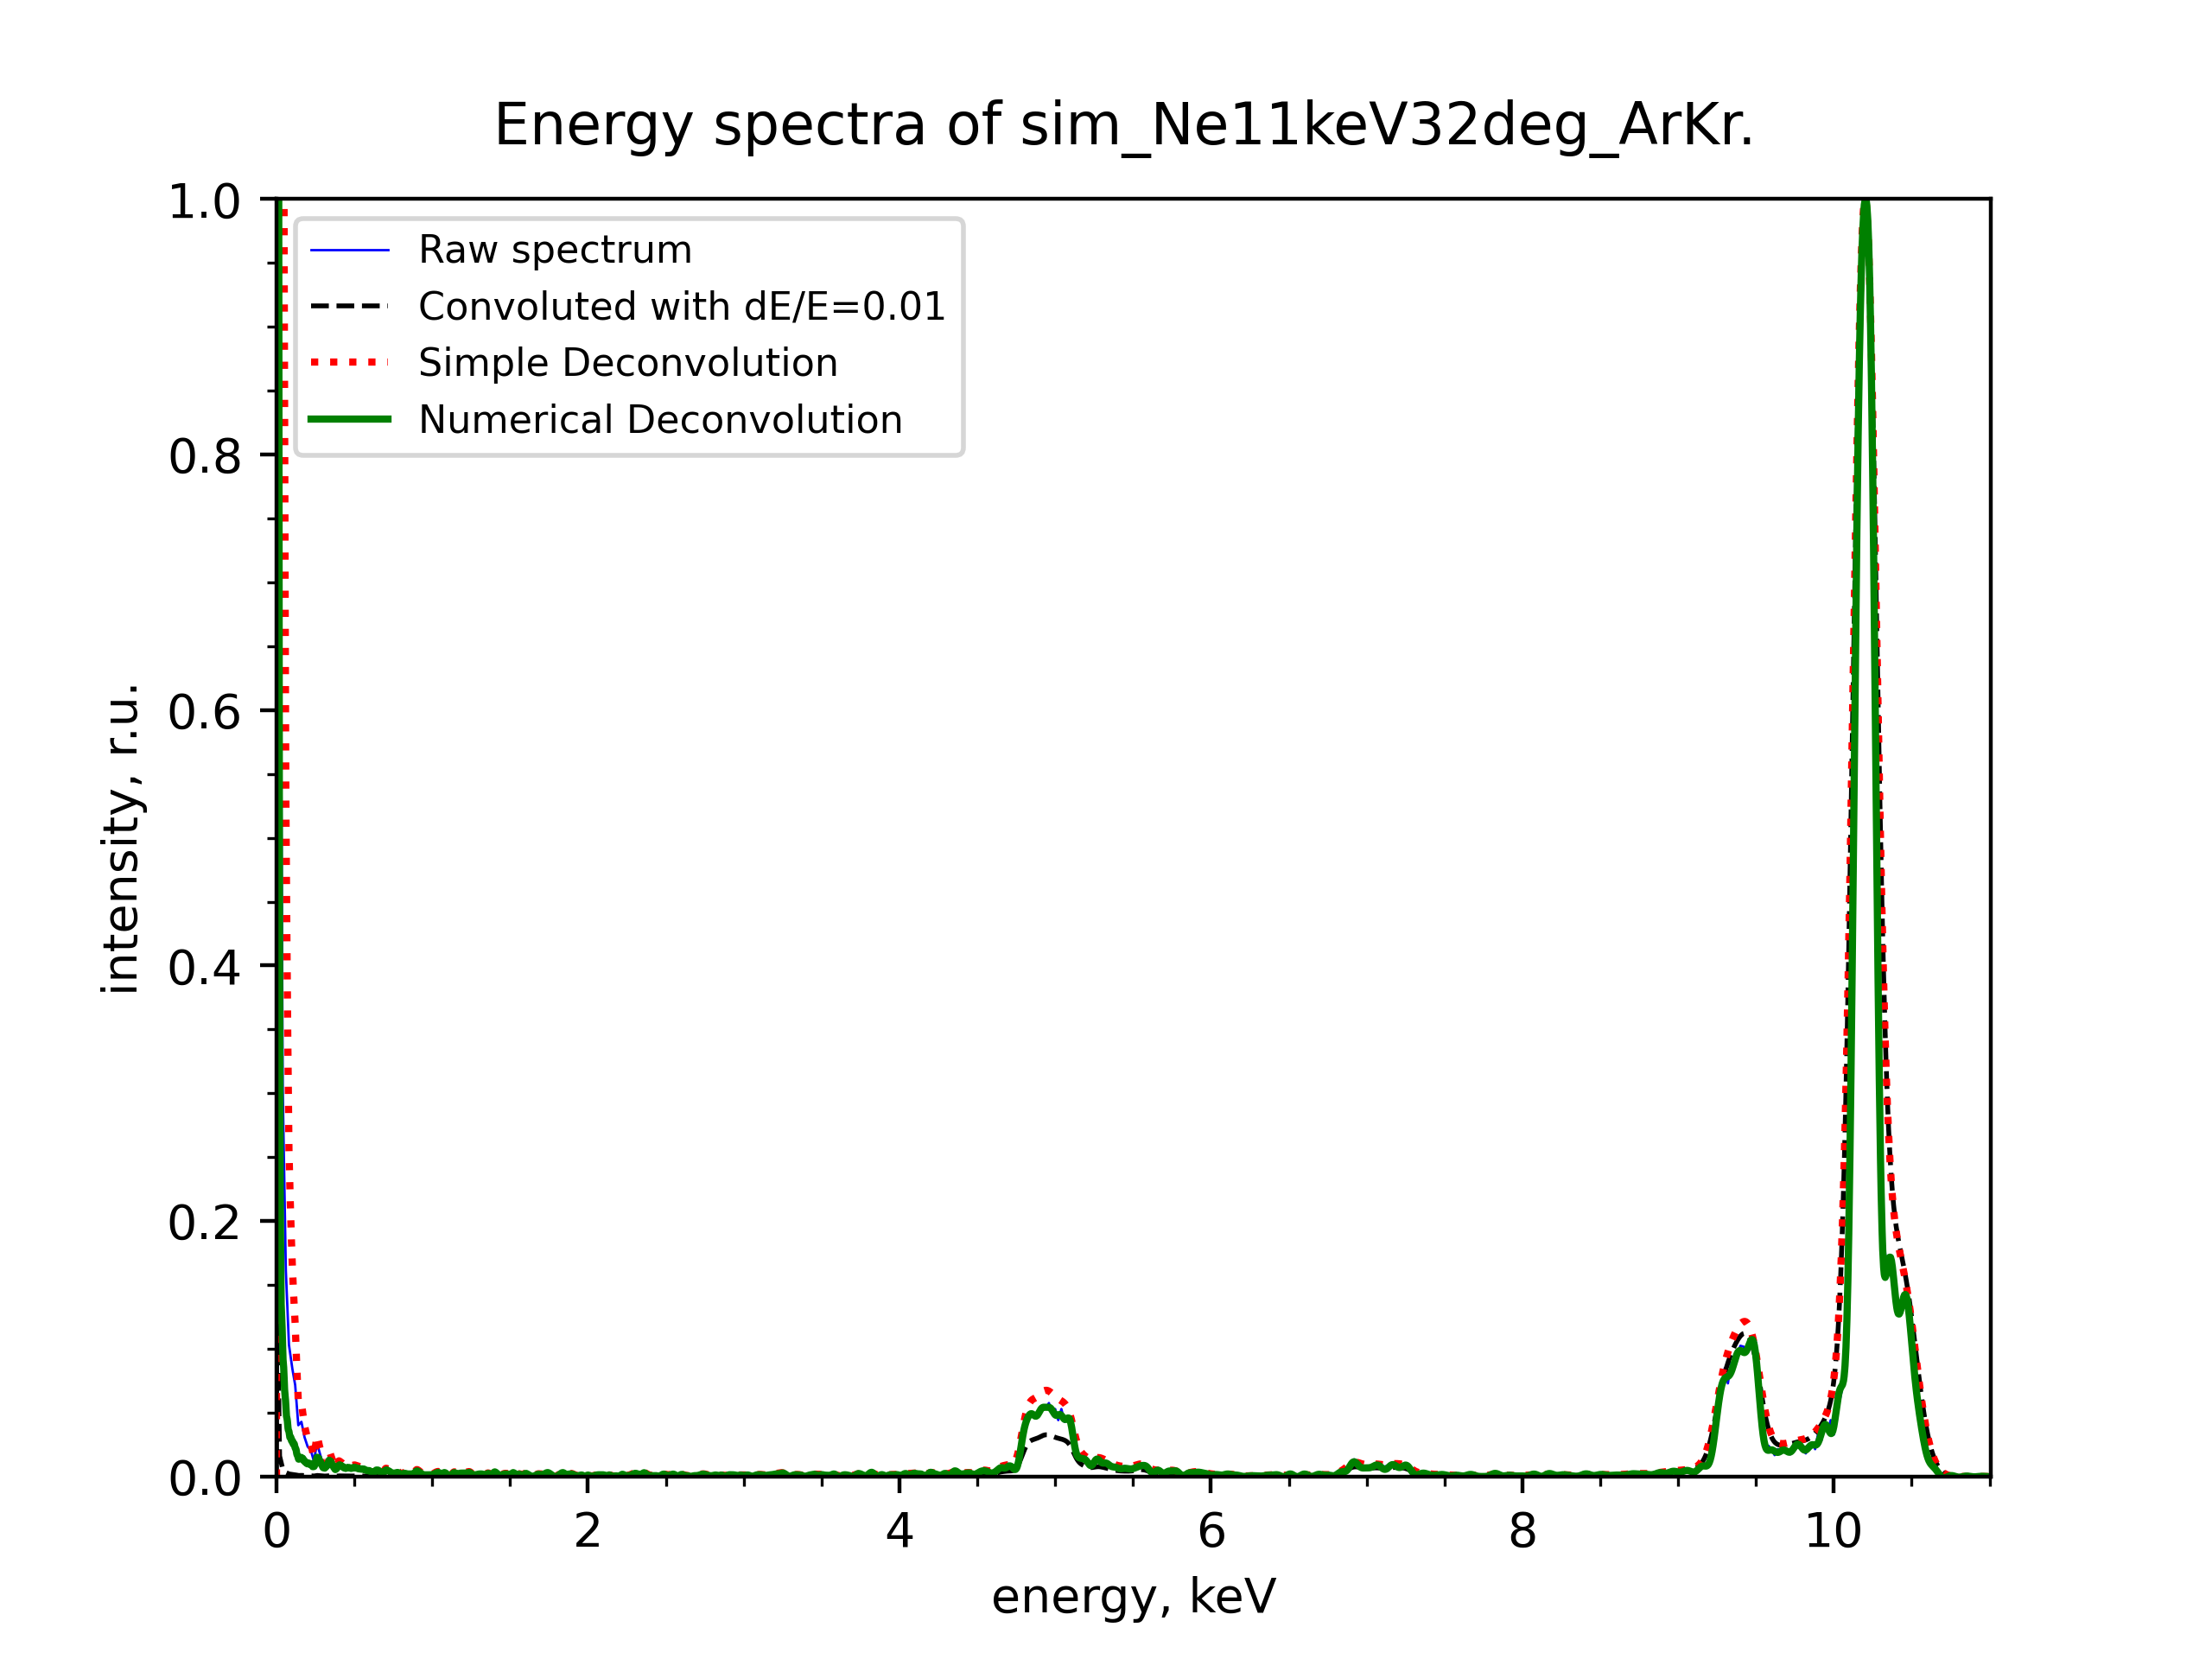 Energy spectra of sim_Ne11keV32deg_ArKr.
Raw spectrum
Convoluted with dE/E=0.01
Simple Deconvolution
Numerical Deconvolution
intensity, r.u.
1.0
0.8
0.6
0.4
0.2
0.0
0 2 4 6 8 10
energy, keV